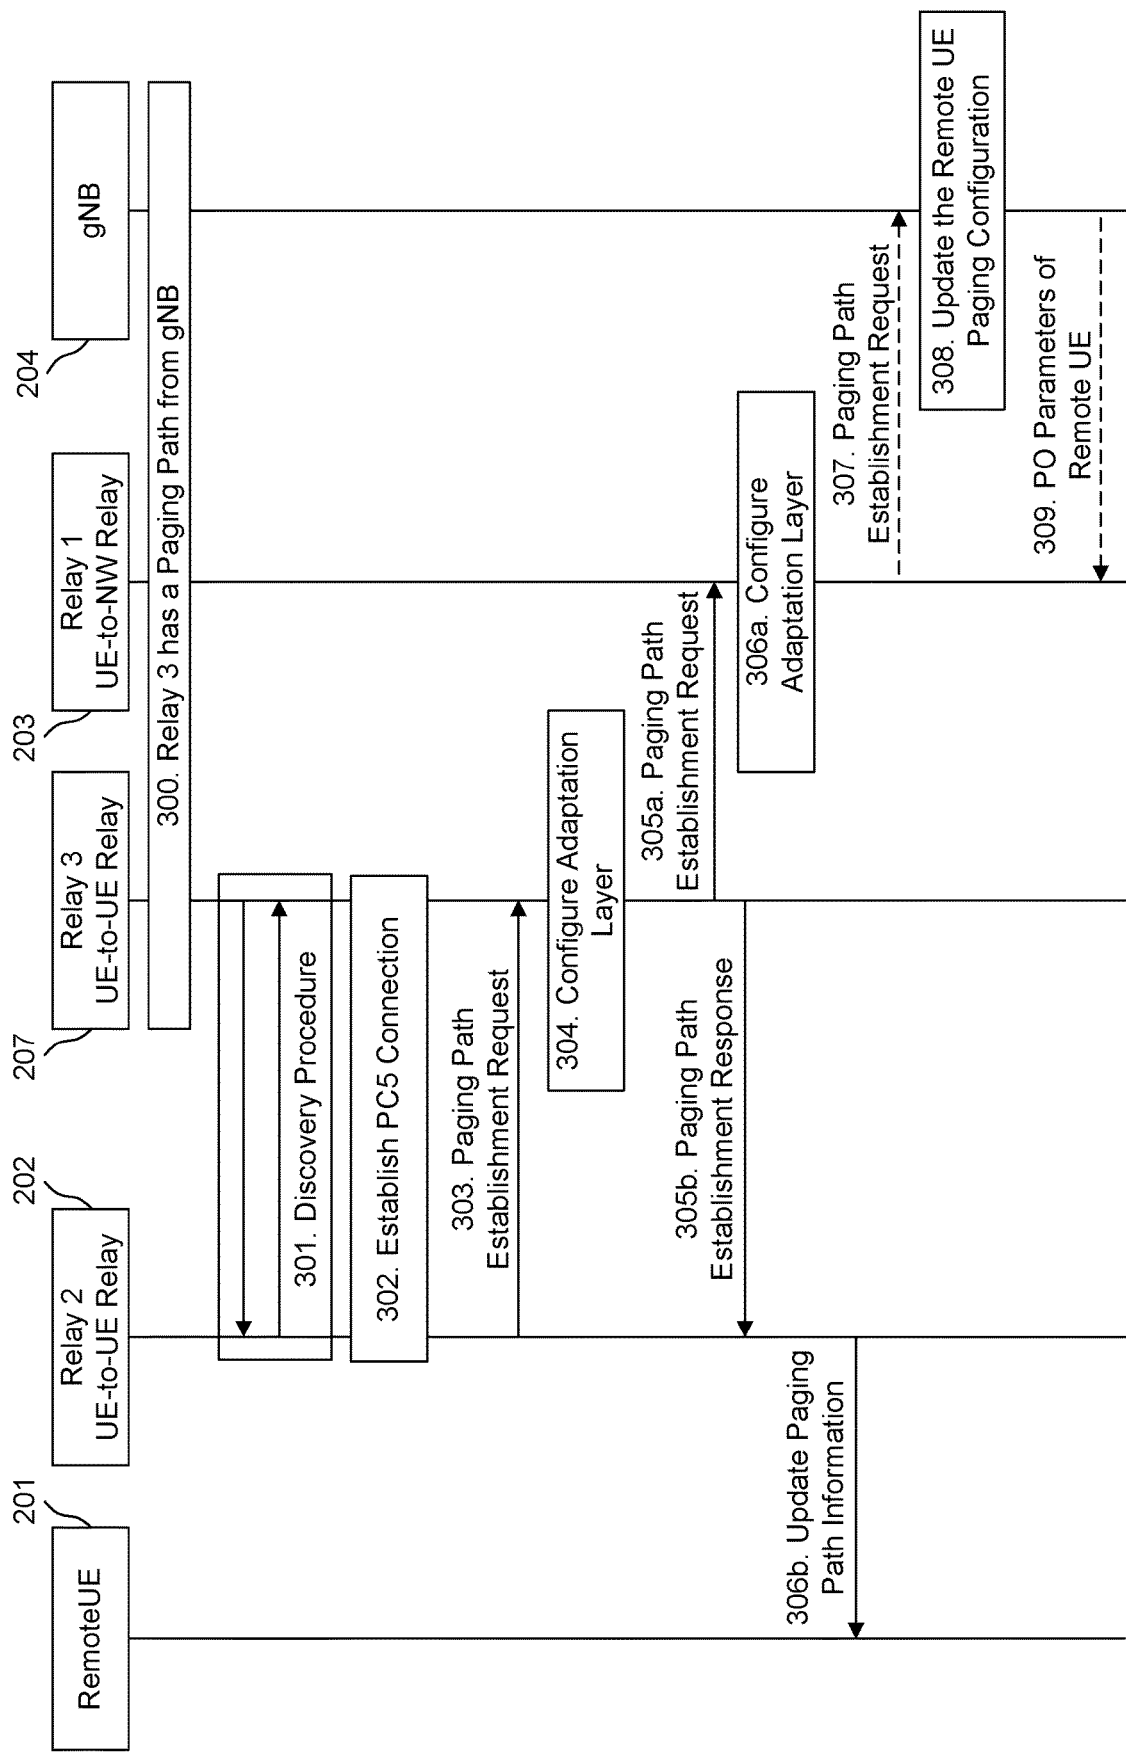 201
RemoteUE
202
Relay 2
UE-to-UE Relay
207
Relay 3
UE-to-UE Relay
203
Relay 1
UE-to-NW Relay
204
gNB
300. Relay 3 has a Paging Path from gNB
301. Discovery Procedure
302. Establish PC5 Connection
303. Paging Path
Establishment Request
304. Configure Adaptation
Layer
305a. Paging Path
Establishment Request
305b. Paging Path
Establishment Response
306a. Configure
Adaptation Layer
306b. Update Paging
Path Information
307. Paging Path
Establishment Request
308. Update the Remote UE
Paging Configuration
309. PO Parameters of
Remote UE